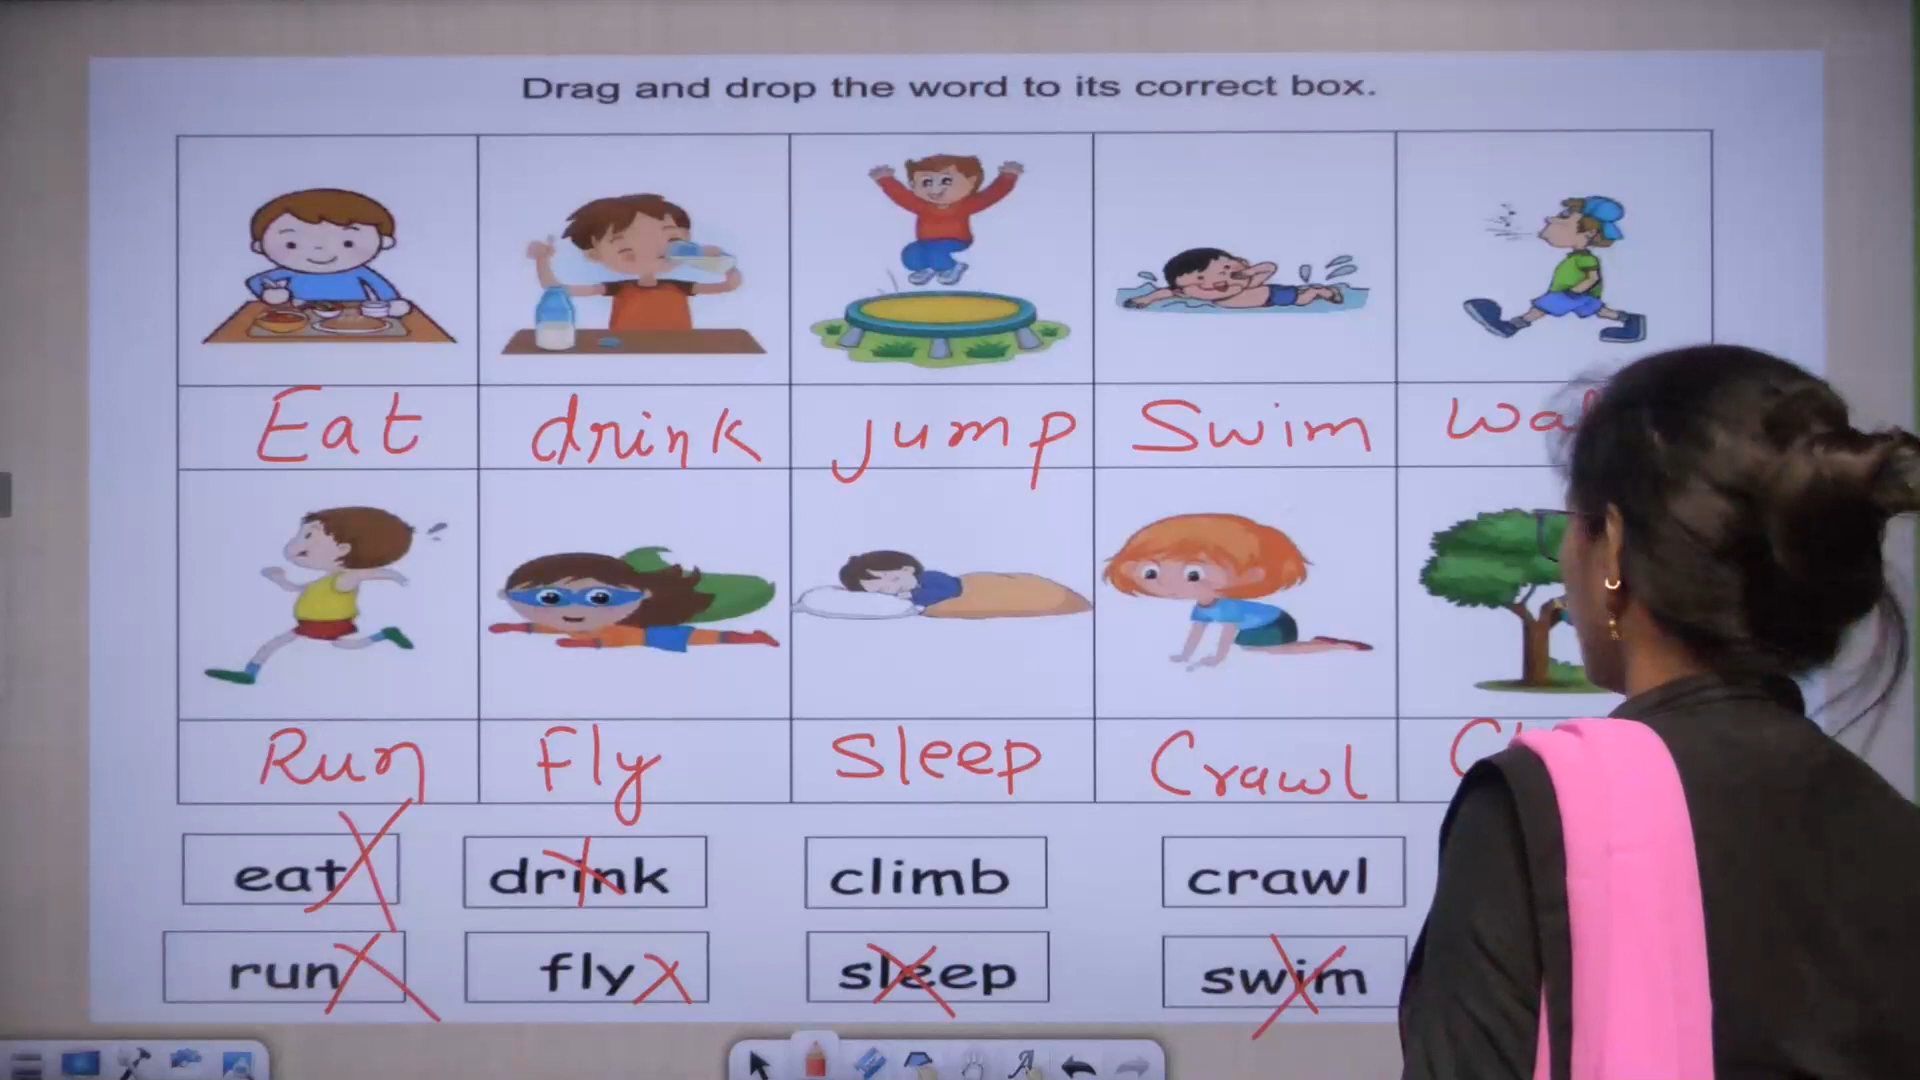 Drag and drop the word to its correct box.
Eat drink jump Swim
Run Fly Sleep Crawl
eat drink climb crawl
run fly sleep swim